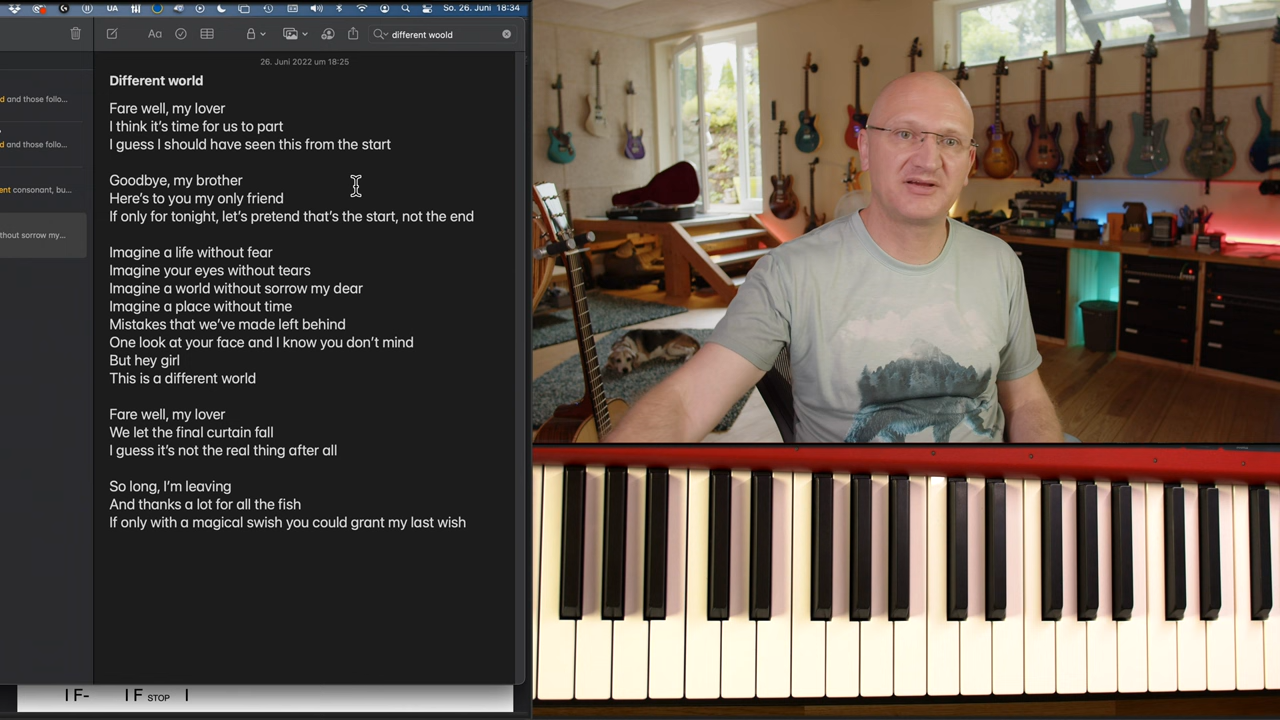 UA
So. 26. Juni 18:34
Aa
different woold
26. Juni 2022 um 18:25
Different world
d and those follo...
d and those follo...
ent consonant, bu...
ithout sorrow my...
Fare well, my lover
I think it's time for us to part
I guess I should have seen this from the start
Goodbye, my brother
Here's to you my only friend
If only for tonight, let's pretend that's the start, not the end
Imagine a life without fear
Imagine your eyes without tears
Imagine a world without sorrow my dear
Imagine a place without time
Mistakes that we've made left behind
One look at your face and I know you don't mind
But hey girl
This is a different world
Fare well, my lover
We let the final curtain fall
I guess it's not the real thing after all
So long, I'm leaving
And thanks a lot for all the fish
If only with a magical swish you could grant my last wish
| F- | F STOP |